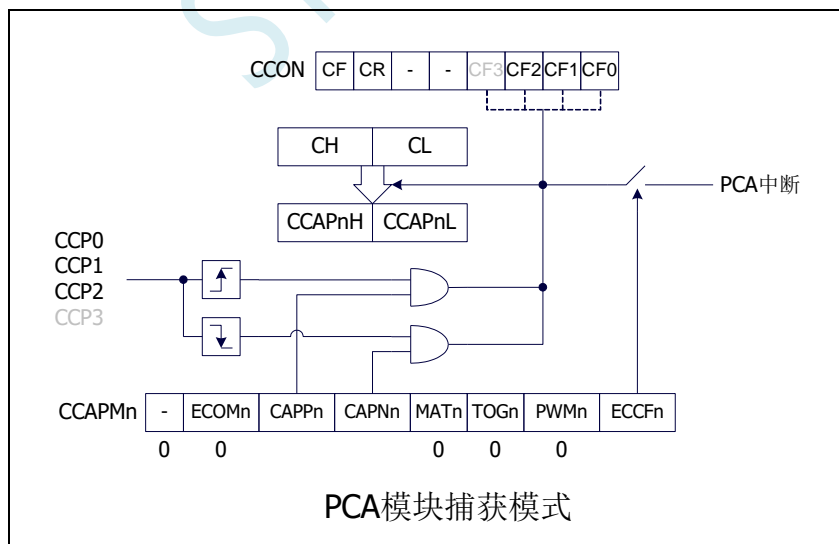 CCON CF CR - - CF3 CF2 CF1 CF0
CH CL
CCAPnH CCAPnL
PCA中断
CCP0
CCP1
CCP2
CCP3
CCAPMn - ECOMn CAPPn CAPNn MATn TOGn PWMn ECCFn
0 0 0 0 0
PCA模块捕获模式